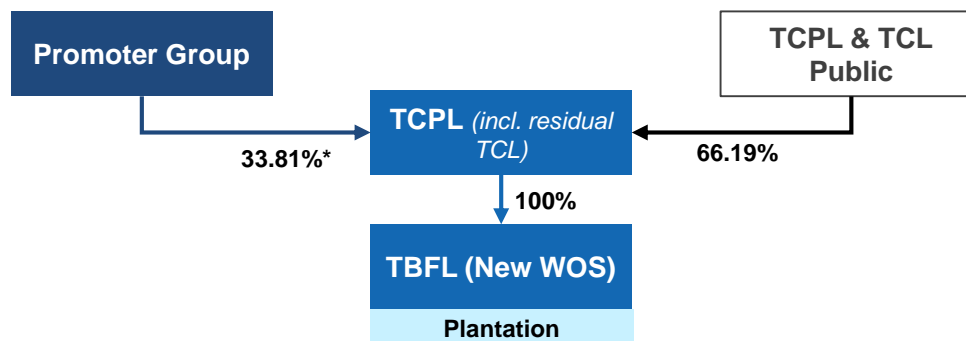 Promoter Group
TCPL & TCL
Public
TCPL (incl. residual
TCL)
33.81%*
66.19%
100%
TBFL (New WOS)
Plantation